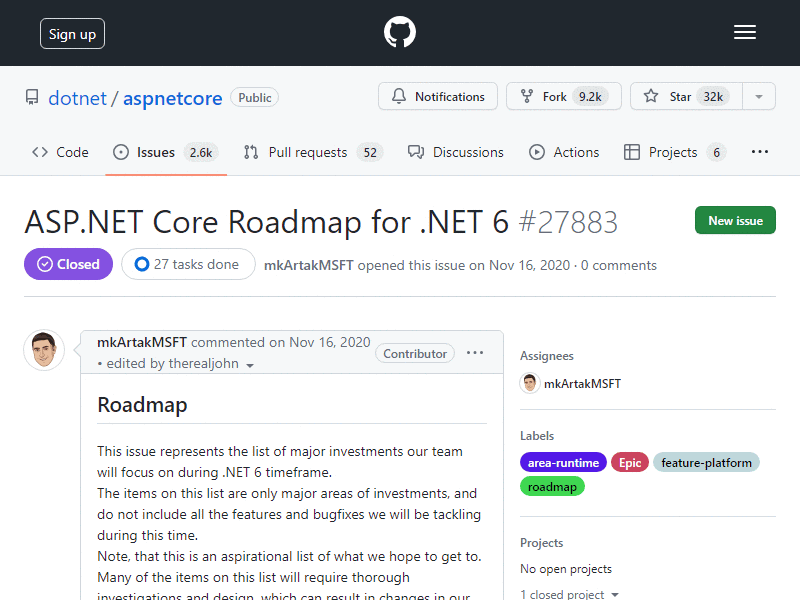 Sign up
dotnet / aspnetcore Public
Notifications Fork 9.2k Star 32k
Code Issues 2.6k Pull requests 52 Discussions Actions Projects 6
ASP.NET Core Roadmap for .NET 6 #27883
New issue
Closed 27 tasks done mkArtakMSFT opened this issue on Nov 16, 2020 · 0 comments
mkArtakMSFT commented on Nov 16, 2020
• edited by therealjohn
Contributor
Roadmap
This issue represents the list of major investments our team
will focus on during .NET 6 timeframe.
The items on this list are only major areas of investments, and
do not include all the features and bugfixes we will be tackling
during this time.
Note, that this is an aspirational list of what we hope to get to.
Many of the items on this list will require thorough
investigations and design, which can result in changes in our
Assignees
mkArtakMSFT
Labels
area-runtime Epic feature-platform
roadmap
Projects
No open projects
1 closed project